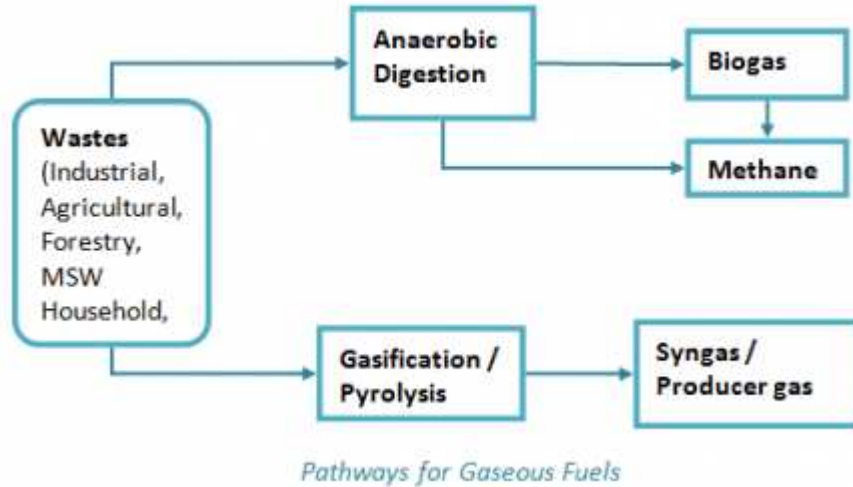 Wastes
(Industrial,
Agricultural,
Forestry,
MSW
Household,
Anaerobic
Digestion
Biogas
Methane
Gasification /
Pyrolysis
Syngas /
Producer gas
Pathways for Gaseous Fuels